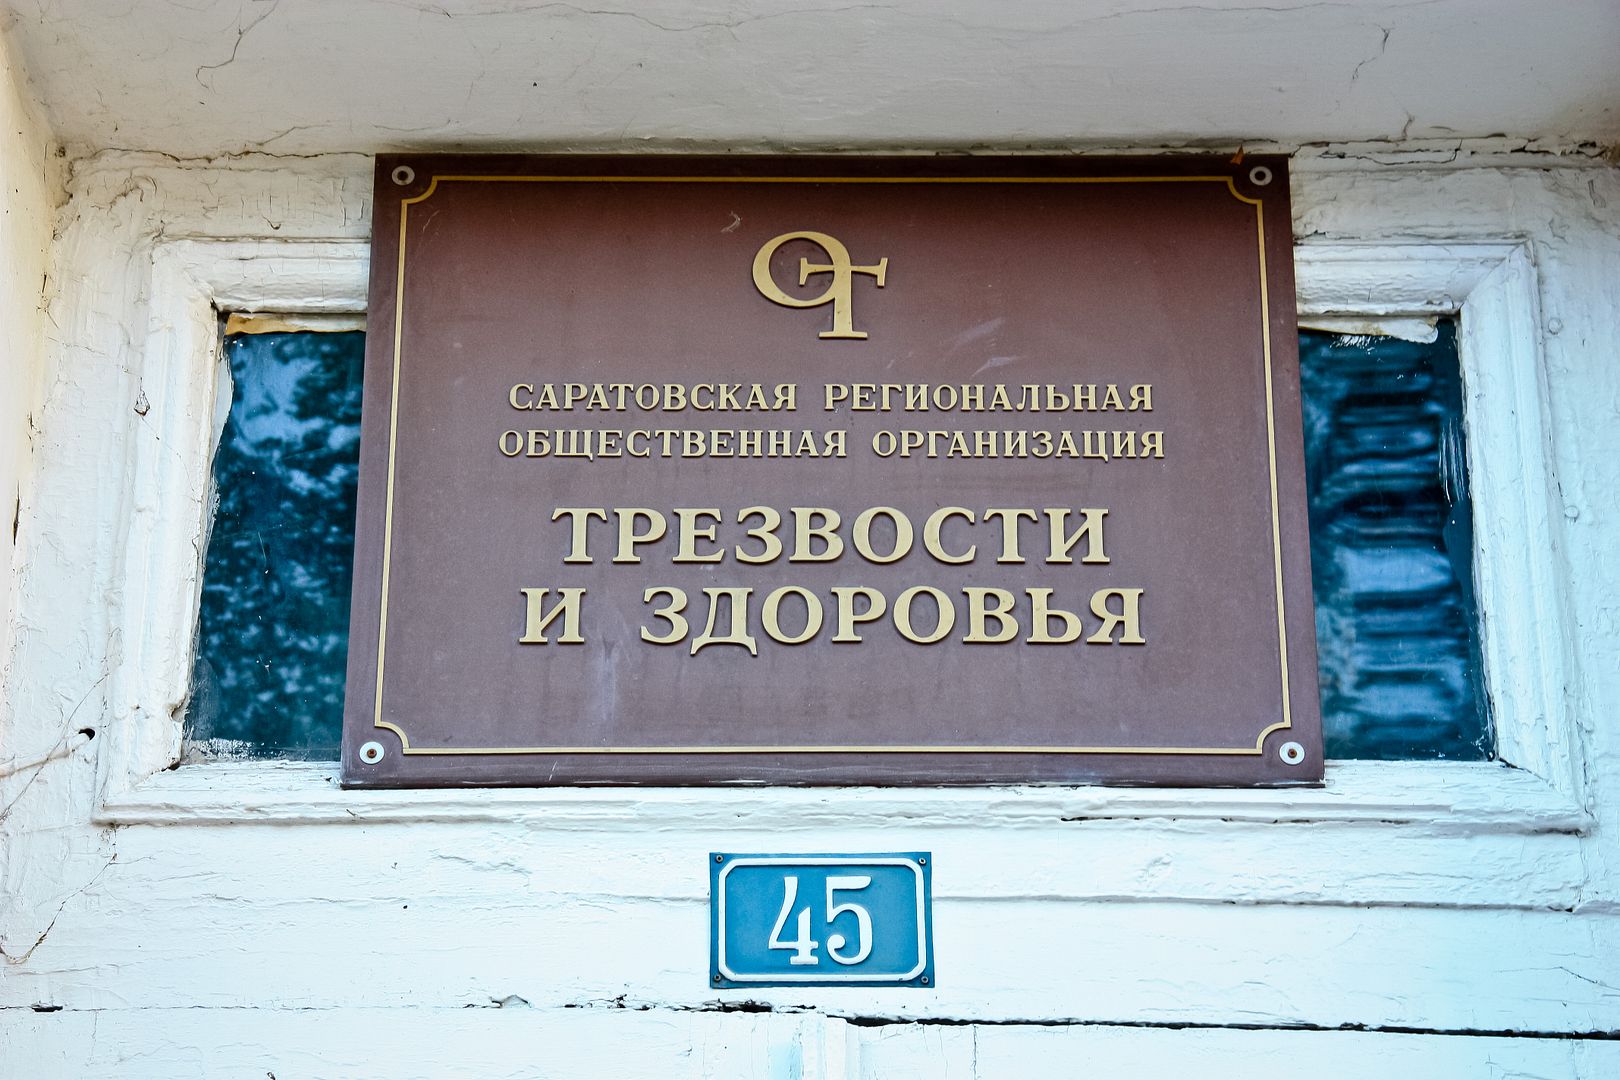 ОТ
САРАТОВСКАЯ РЕГИОНАЛЬНАЯ
ОБЩЕСТВЕННАЯ ОРГАНИЗАЦИЯ
ТРЕЗВОСТИ
И ЗДОРОВЬЯ
45